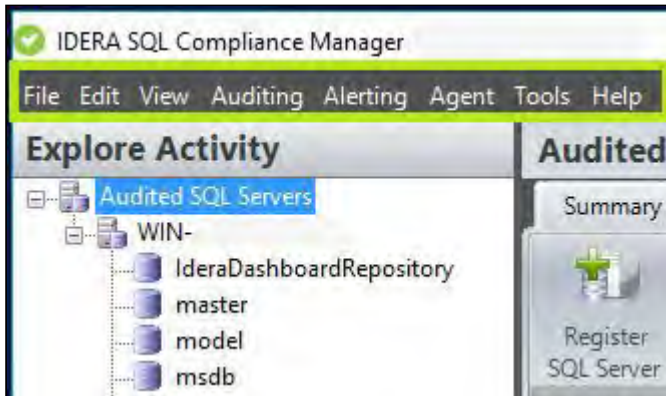 IDERA SQL Compliance Manager
File Edit View Auditing Alerting Agent Tools Help
Explore Activity
Audited
Audited SQL Servers
Summary
WIN-
IderaDashboardRepository
master
model
msdb
Register
SQL Server